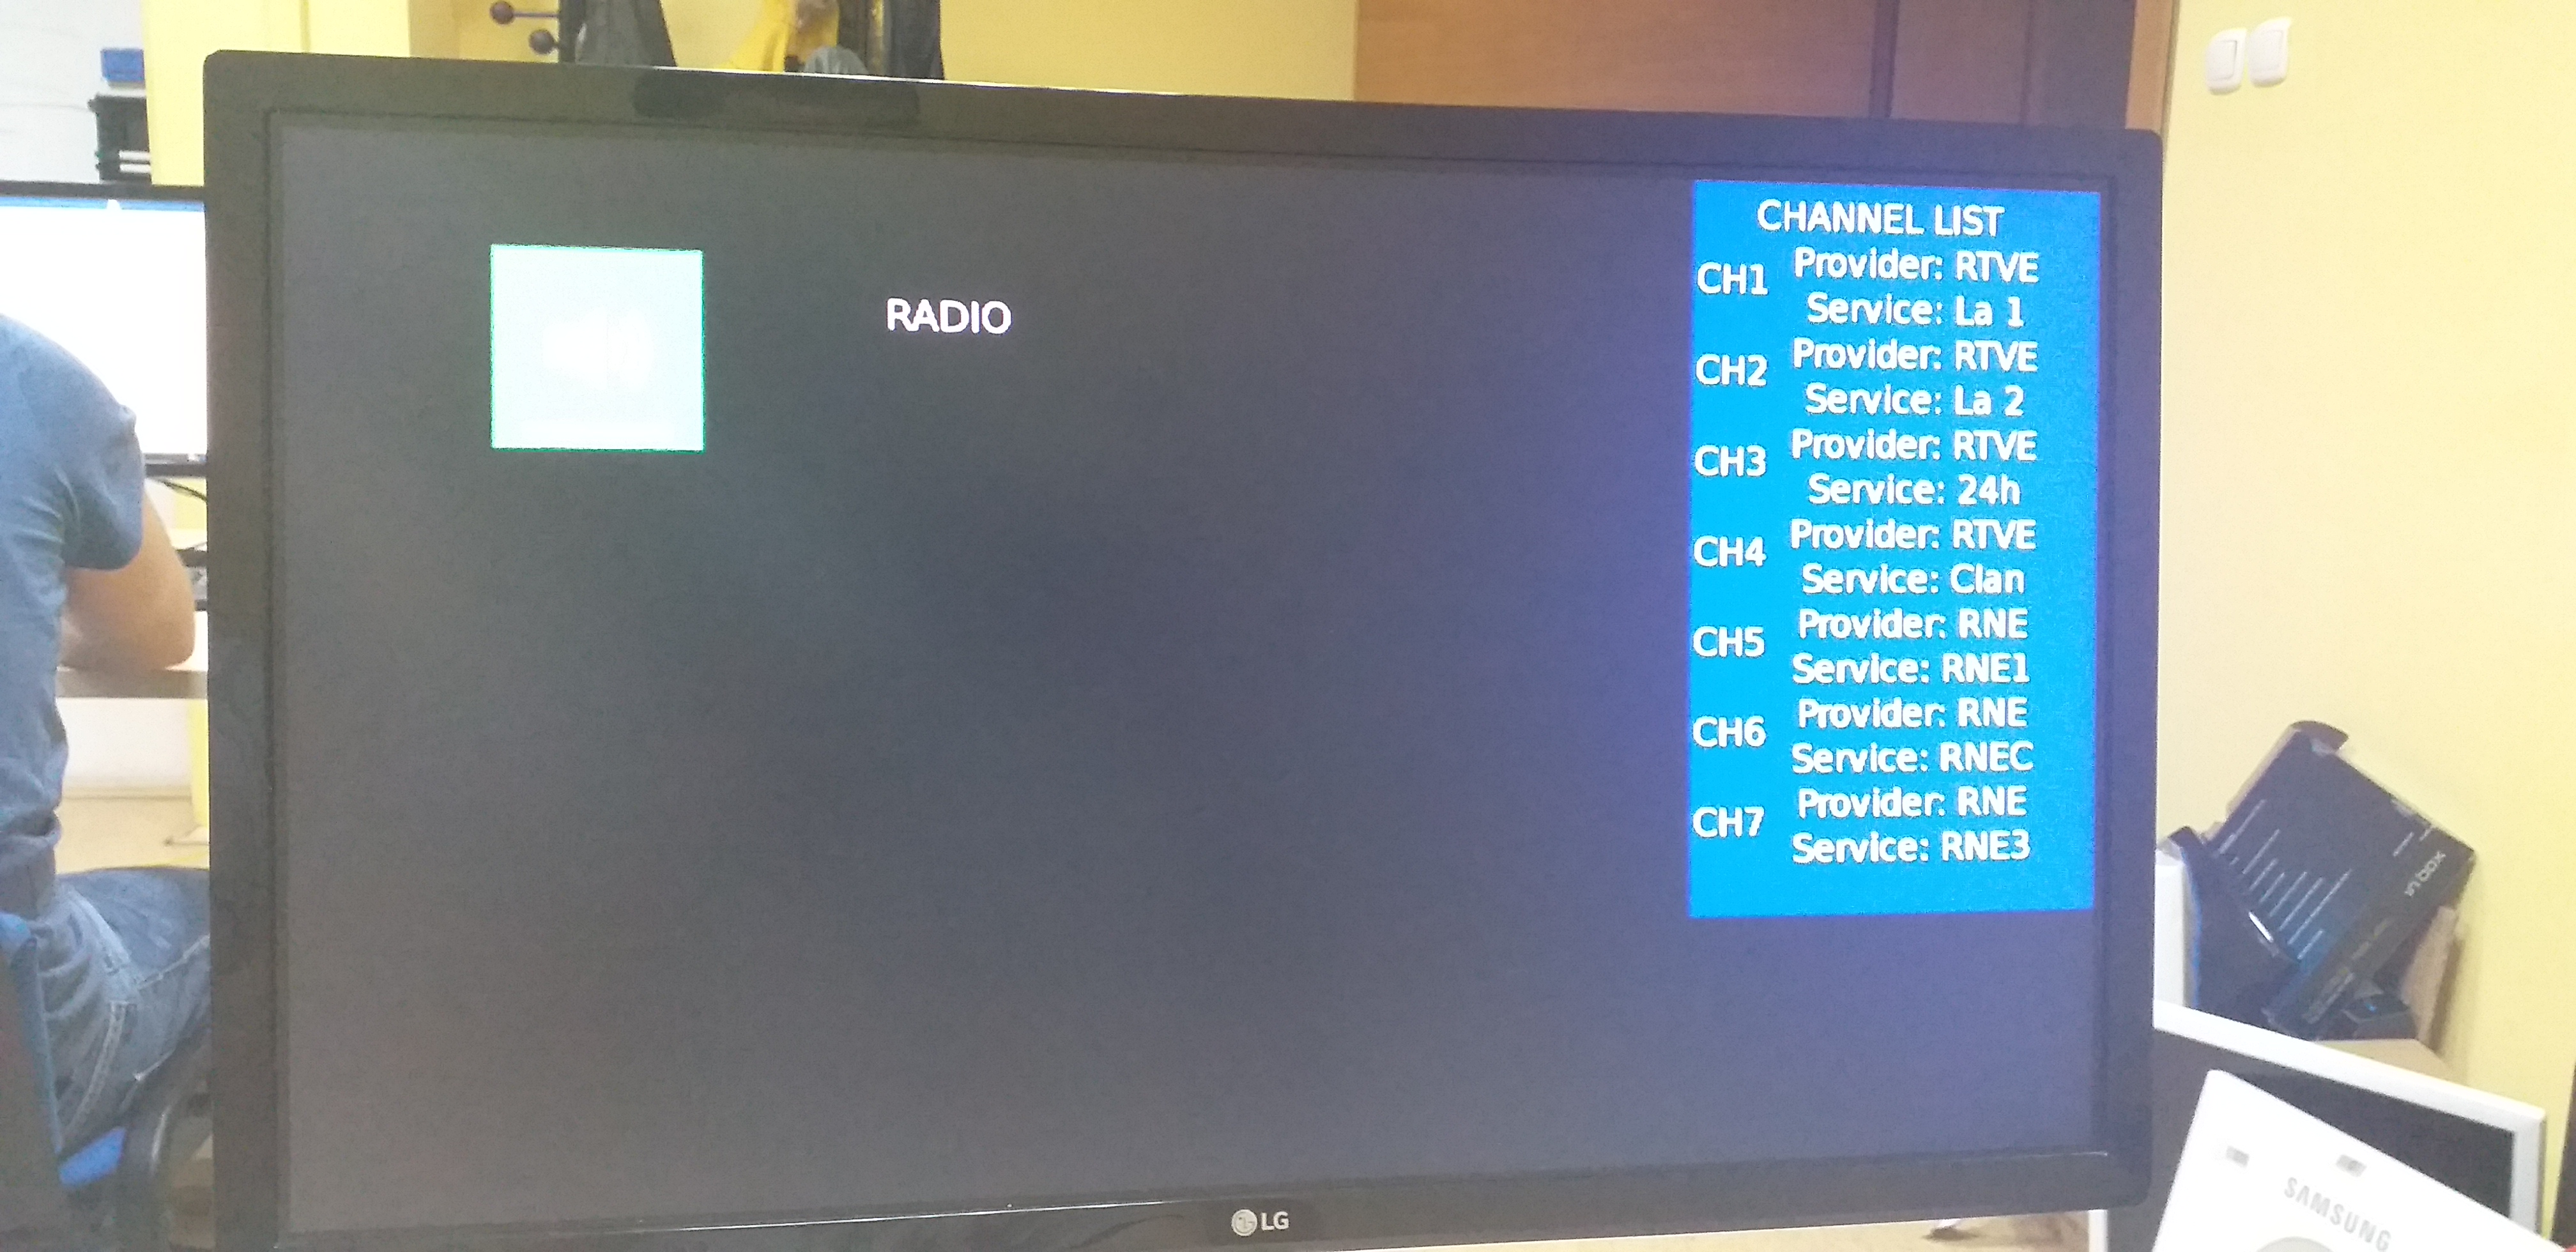 RADIO
CHANNEL LIST
CH1
Provider: RTVE
Service: La 1
CH2
Provider: RTVE
Service: La 2
CH3
Provider: RTVE
Service: 24h
CH4
Provider: RTVE
Service: Clan
CH5
Provider: RNE
Service: RNE1
CH6
Provider: RNE
Service: RNEC
CH7
Provider: RNE
Service: RNE3
LG
SAMSUNG